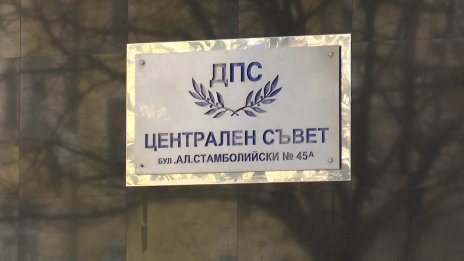 ДПС
ЦЕНТРАЛЕН СЪВЕТ
БУЛ .АЛ.СТАМБОЛИЙСКИ № 45А